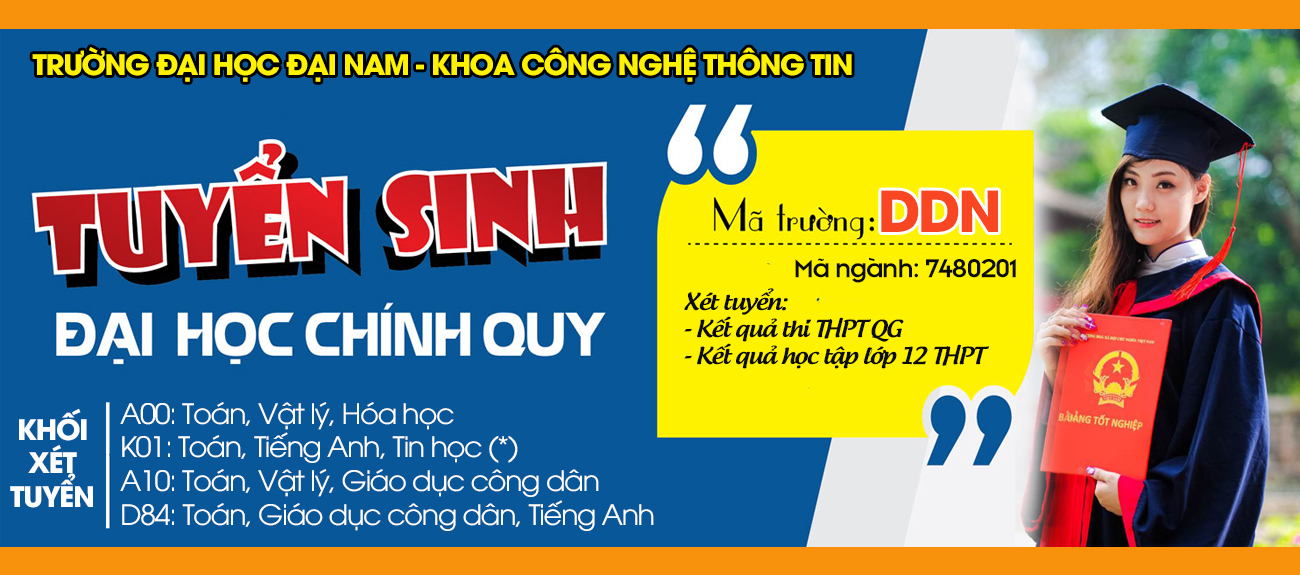 TRƯỜNG ĐẠI HỌC ĐẠI NAM - KHOA CÔNG NGHỆ THÔNG TIN
TUYỂN SINH
ĐẠI HỌC CHÍNH QUY
KHỐI
XÉT
TUYỂN
A00: Toán, Vật lý, Hóa học
K01: Toán, Tiếng Anh, Tin học (*)
A10: Toán, Vật lý, Giáo dục công dân
D84: Toán, Giáo dục công dân, Tiếng Anh
Mã trường: DDN
Mã ngành: 7480201
Xét tuyển:
- Kết quả thi THPT QG
- Kết quả học tập lớp 12 THPT
TỐT NGHIỆP